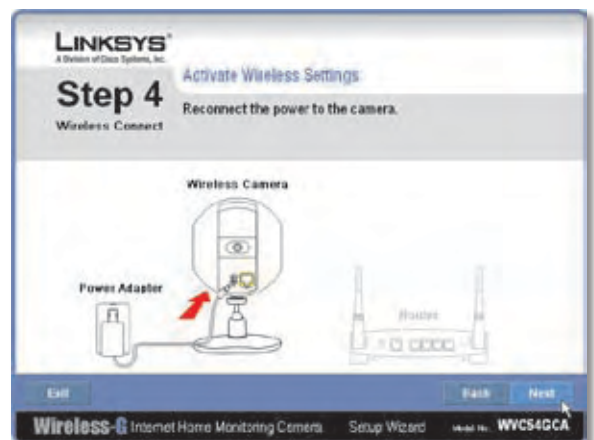 LINKSYS®
A Division of Cisco Systems, Inc.
Activate Wireless Settings
Step 4
Reconnect the power to the camera.
Wireless Connect
Wireless Camera
Power Adapter
Router
Exit
Back
Next
Wireless-G Internet Home Monitoring Camera Setup Wizard Model No. WVC54GCA